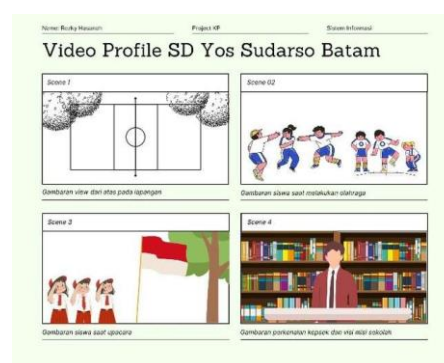 Nama: Rezky Hasanah Project KP Sistem Informasi
Video Profile SD Yos Sudarso Batam
Scene 1
Scene 02
Gambaran view dari atas pada lapangan
Gambaran siswa saat melakukan olahraga
Scene 3
Scene 4
Gambaran siswa saat upacara
Gambaran perkenalan kepsek dan visi misi sekolah